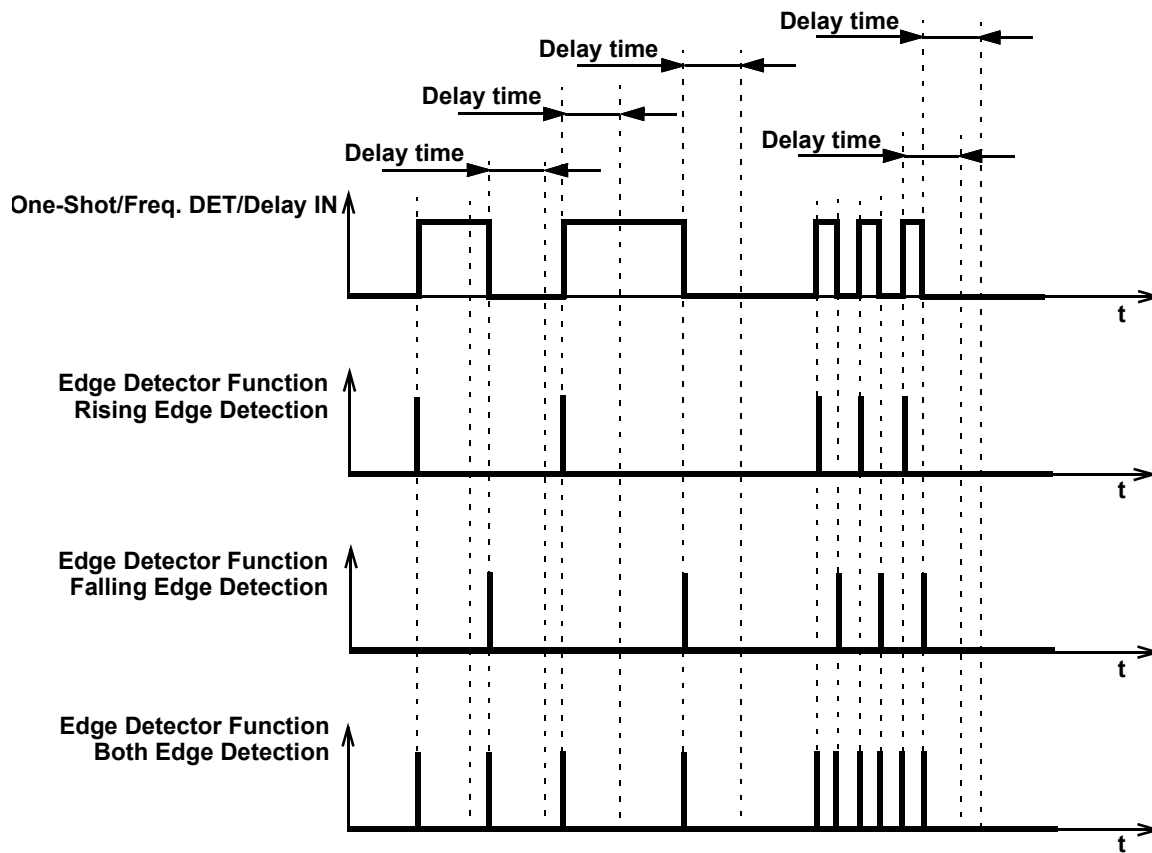 Delay time
Delay time
Delay time
Delay time
Delay time
One-Shot/Freq. DET/Delay IN
t
Edge Detector Function
Rising Edge Detection
t
Edge Detector Function
Falling Edge Detection
t
Edge Detector Function
Both Edge Detection
t